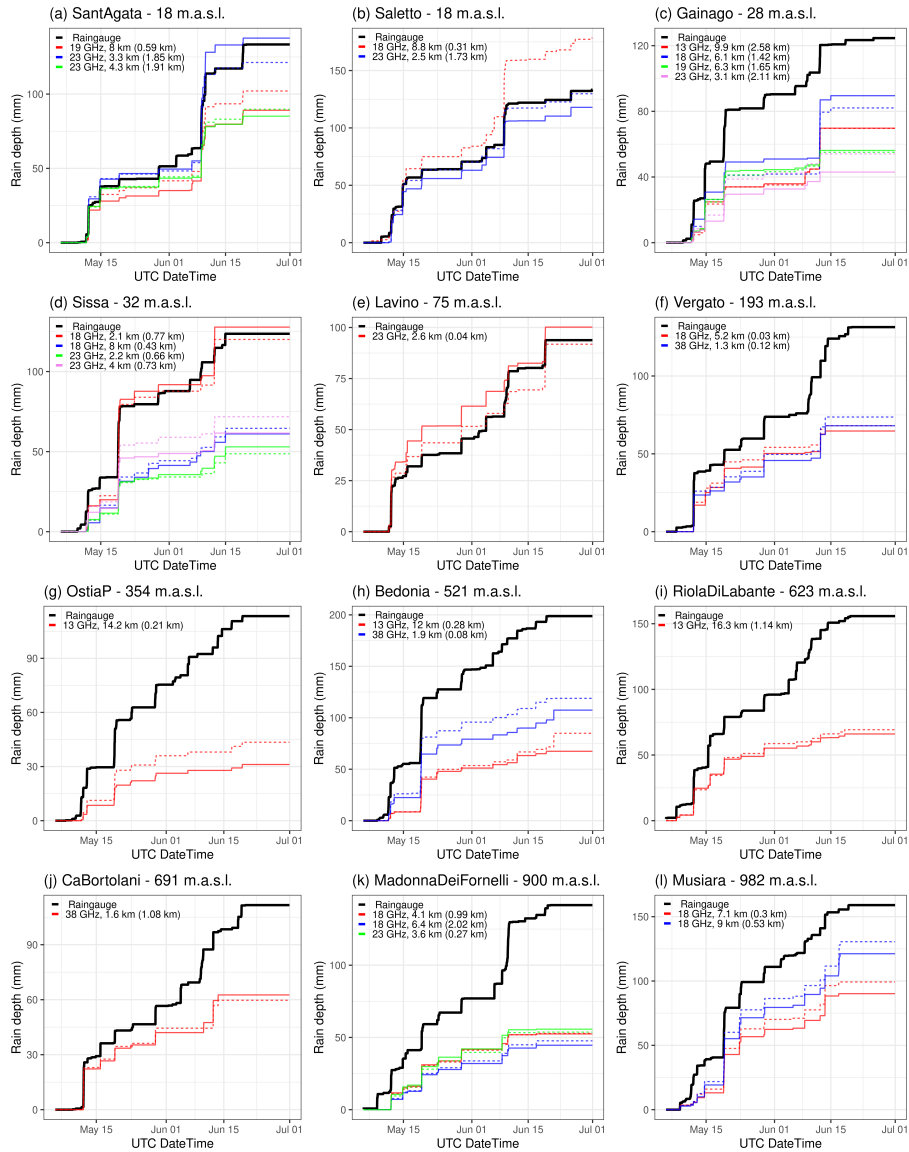 (a) SantAgata - 18 m.a.s.l.
Raingauge
19 GHz, 8 km (0.59 km)
23 GHz, 3.3 km (1.85 km)
23 GHz, 4.3 km (1.91 km)
Rain depth (mm)
100
50
0
May 15
Jun 01
Jun 15
Jul 01
UTC DateTime
(b) Saletto - 18 m.a.s.l.
Raingauge
18 GHz, 8.8 km (0.31 km)
23 GHz, 2.5 km (1.73 km)
Rain depth (mm)
150
100
50
0
May 15
Jun 01
Jun 15
Jul 01
UTC DateTime
(c) Gainago - 28 m.a.s.l.
Raingauge
13 GHz, 9.9 km (2.58 km)
18 GHz, 6.1 km (1.42 km)
19 GHz, 6.3 km (1.65 km)
23 GHz, 3.1 km (2.11 km)
Rain depth (mm)
120
80
40
0
May 15
Jun 01
Jun 15
Jul 01
UTC DateTime
(d) Sissa - 32 m.a.s.l.
Raingauge
18 GHz, 2.1 km (0.77 km)
18 GHz, 8 km (0.43 km)
23 GHz, 2.2 km (0.66 km)
23 GHz, 4 km (0.73 km)
Rain depth (mm)
100
50
0
May 15
Jun 01
Jun 15
Jul 01
UTC DateTime
(e) Lavino - 75 m.a.s.l.
Raingauge
23 GHz, 2.6 km (0.04 km)
Rain depth (mm)
100
75
50
25
0
May 15
Jun 01
Jun 15
Jul 01
UTC DateTime
(f) Vergato - 193 m.a.s.l.
Raingauge
18 GHz, 5.2 km (0.03 km)
38 GHz, 1.3 km (0.12 km)
Rain depth (mm)
100
50
0
May 15
Jun 01
Jun 15
Jul 01
UTC DateTime
(g) OstiaP - 354 m.a.s.l.
Raingauge
13 GHz, 14.2 km (0.21 km)
Rain depth (mm)
90
60
30
0
May 15
Jun 01
Jun 15
Jul 01
UTC DateTime
(h) Bedonia - 521 m.a.s.l.
Raingauge
13 GHz, 12 km (0.28 km)
38 GHz, 1.9 km (0.08 km)
Rain depth (mm)
200
150
100
50
0
May 15
Jun 01
Jun 15
Jul 01
UTC DateTime
(i) RiolaDiLabante - 623 m.a.s.l.
Raingauge
13 GHz, 16.3 km (1.14 km)
Rain depth (mm)
150
100
50
0
May 15
Jun 01
Jun 15
Jul 01
UTC DateTime
(j) CaBortolani - 691 m.a.s.l.
Raingauge
38 GHz, 1.6 km (1.08 km)
Rain depth (mm)
90
60
30
0
May 15
Jun 01
Jun 15
Jul 01
UTC DateTime
(k) MadonnaDeiFornelli - 900 m.a.s.l.
Raingauge
18 GHz, 4.1 km (0.99 km)
18 GHz, 6.4 km (2.02 km)
23 GHz, 3.6 km (0.27 km)
Rain depth (mm)
100
50
0
May 15
Jun 01
Jun 15
Jul 01
UTC DateTime
(l) Musiara - 982 m.a.s.l.
Raingauge
18 GHz, 7.1 km (0.3 km)
18 GHz, 9 km (0.53 km)
Rain depth (mm)
150
100
50
0
May 15
Jun 01
Jun 15
Jul 01
UTC DateTime